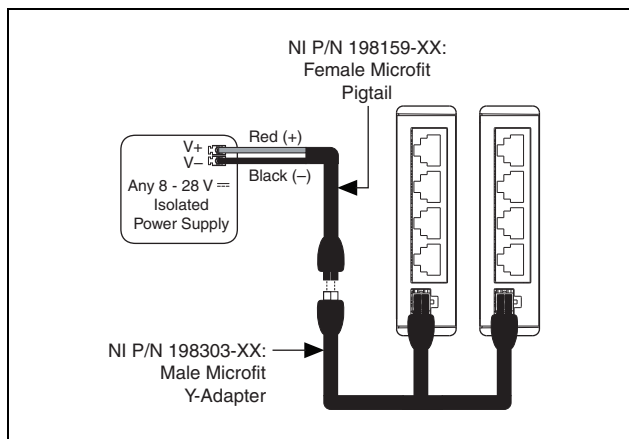 NI P/N 198159-XX:
Female Microfit
Pigtail
Red (+)
V+
V–
Black (–)
Any 8 - 28 V ⎓
Isolated
Power Supply
NI P/N 198303-XX:
Male Microfit
Y-Adapter